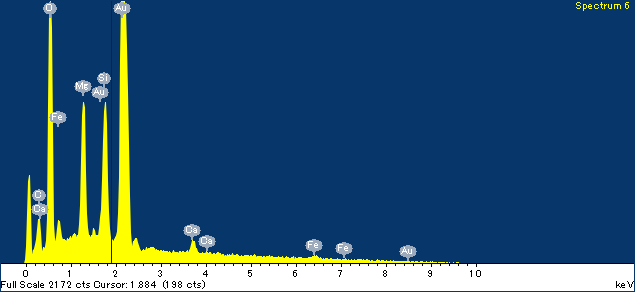 Spectrum 6
O Au
Mg Si
Au
Fe
C
Ca
Ca
Ca Fe Fe Au
0 1 2 3 4 5 6 7 8 9 10
Full Scale 2172 cts Cursor: 1.884 (198 cts) keV